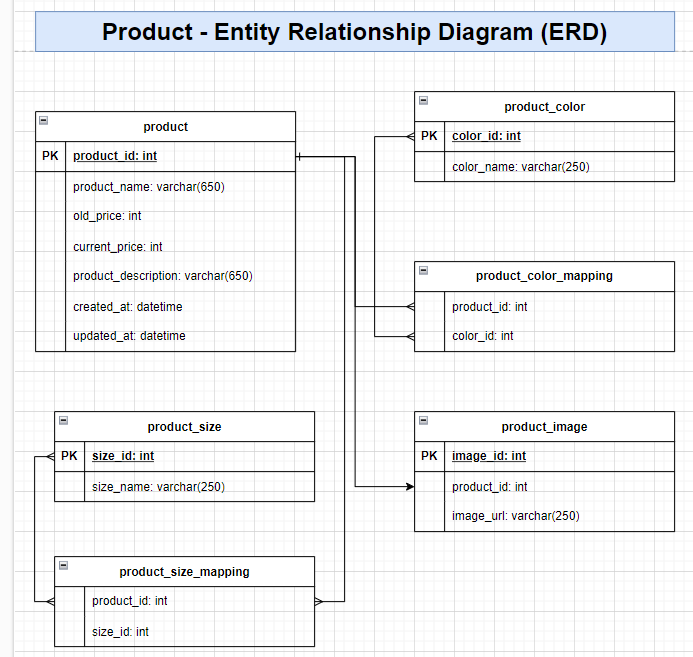 Product - Entity Relationship Diagram (ERD)
product
PK product_id: int
product_name: varchar(650)
old_price: int
current_price: int
product_description: varchar(650)
created_at: datetime
updated_at: datetime
product_color
PK color_id: int
color_name: varchar(250)
product_color_mapping
product_id: int
color_id: int
product_size
PK size_id: int
size_name: varchar(250)
product_image
PK image_id: int
product_id: int
image_url: varchar(250)
product_size_mapping
product_id: int
size_id: int